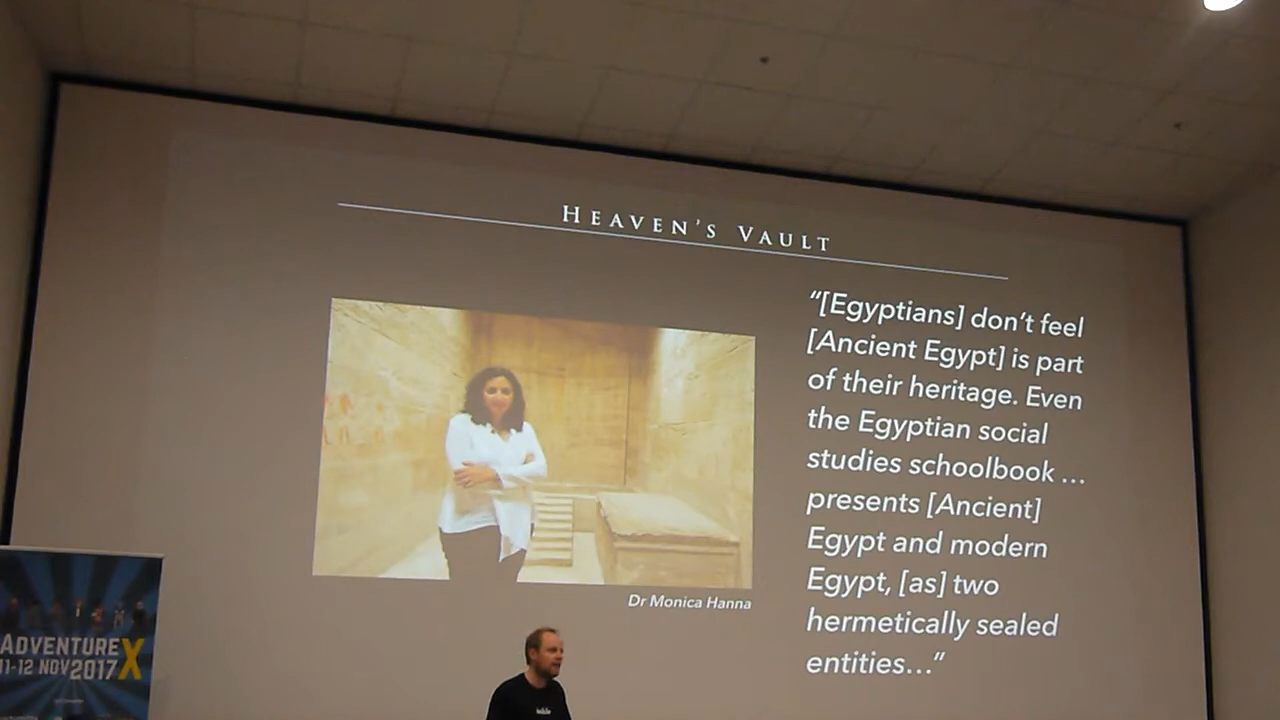 HEAVEN'S VAULT
“[Egyptians] don’t feel
[Ancient Egypt] is part
of their heritage. Even
the Egyptian social
studies schoolbook …
presents [Ancient]
Egypt and modern
Egypt, [as] two
hermetically sealed
entities…”
Dr Monica Hanna
ADVENTURE X
11-12 NOV 2017